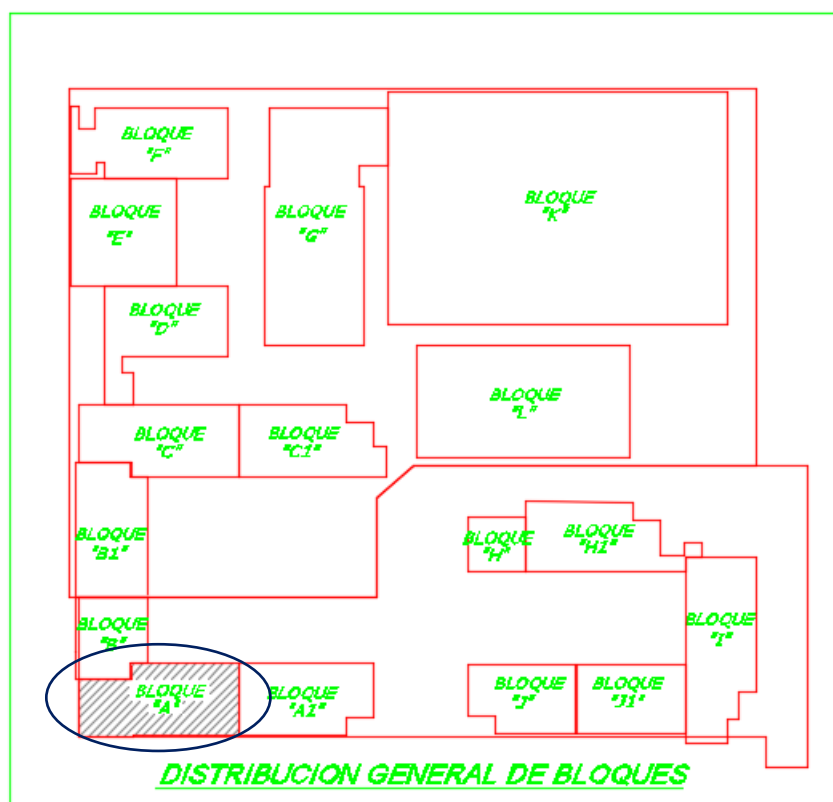 BLOQUE
"F"
BLOQUE
"E"
BLOQUE
"G"
BLOQUE
"K"
BLOQUE
"D"
BLOQUE
"L"
BLOQUE
"C"
BLOQUE
"C1"
BLOQUE
"B1"
BLOQUE
"H"
BLOQUE
"H1"
BLOQUE
"B"
BLOQUE
"I"
BLOQUE
"A"
BLOQUE
"A1"
BLOQUE
"J"
BLOQUE
"J1"
DISTRIBUCION GENERAL DE BLOQUES